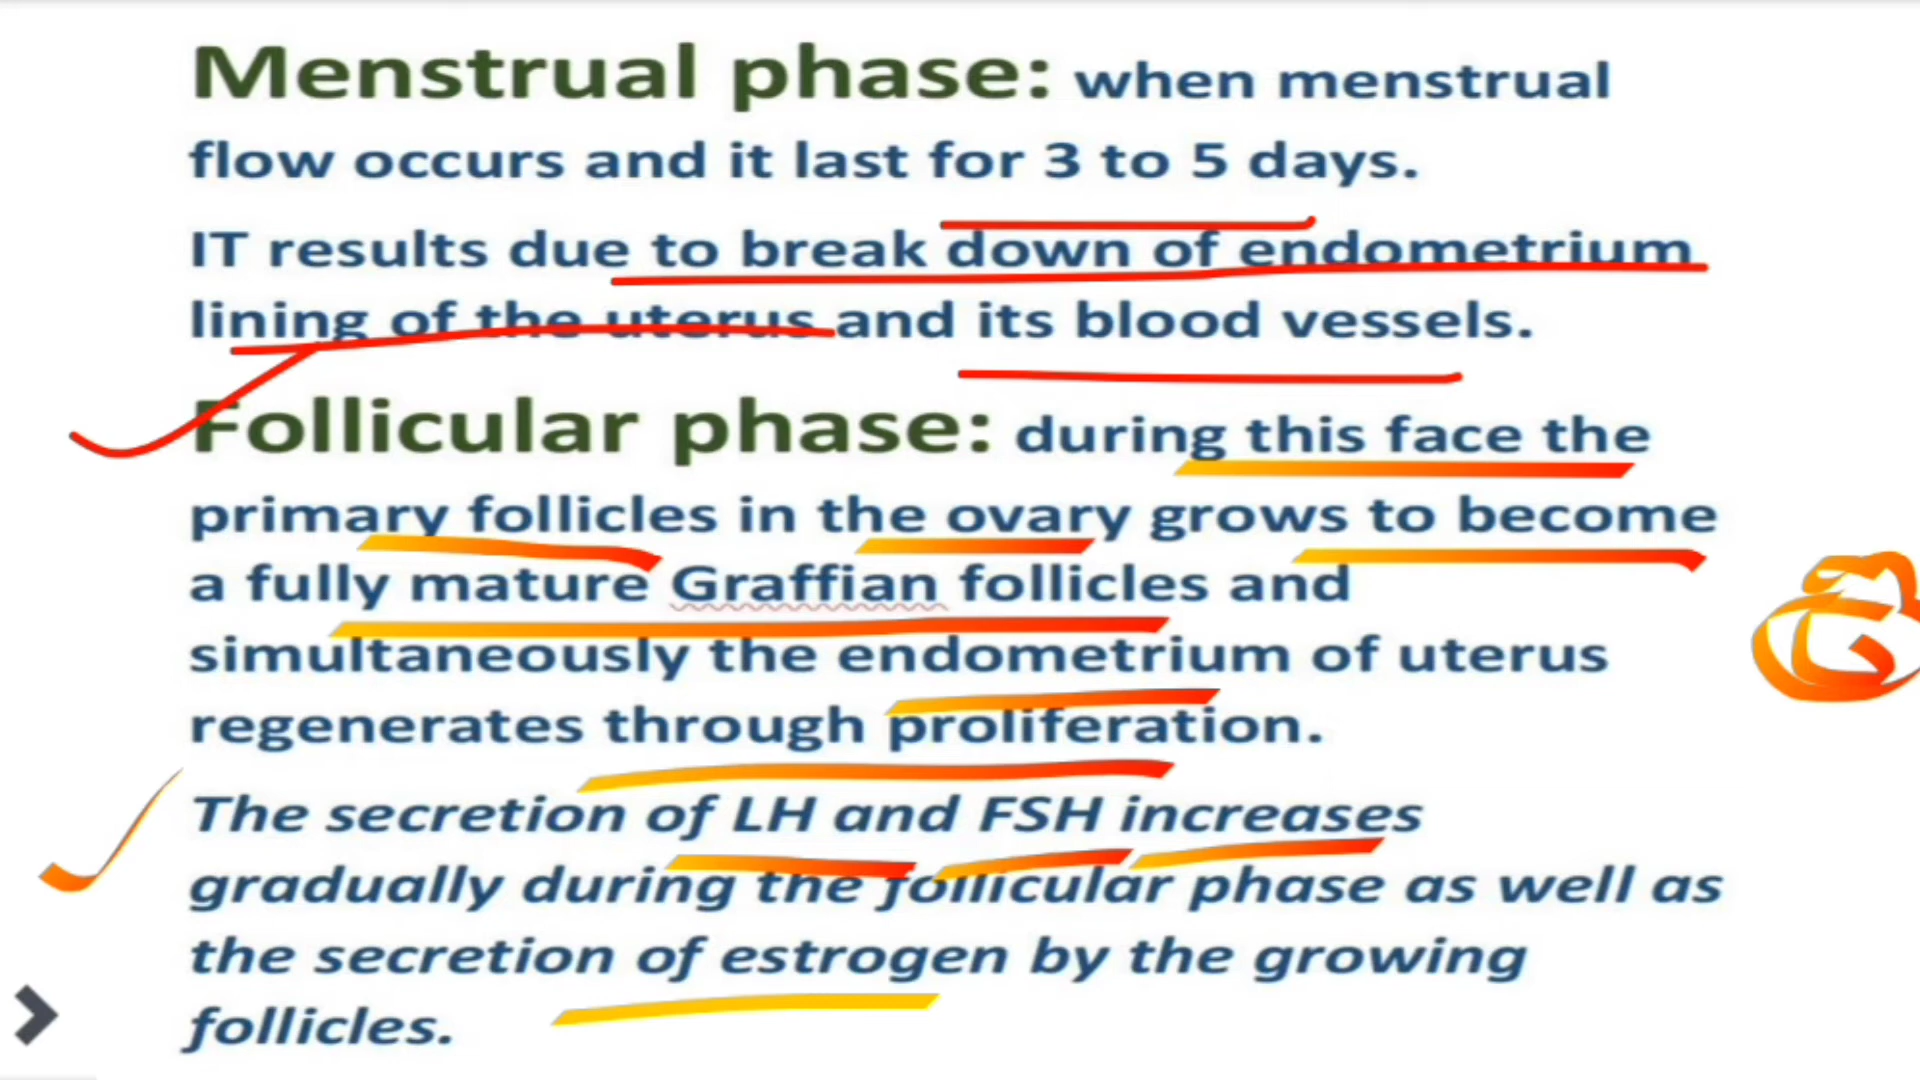 Menstrual phase: when menstrual
flow occurs and it last for 3 to 5 days.
IT results due to break down of endometrium
lining of the uterus and its blood vessels.
Follicular phase: during this face the
primary follicles in the ovary grows to become
a fully mature Graffian follicles and
simultaneously the endometrium of uterus
regenerates through proliferation.
The secretion of LH and FSH increases
gradually during the follicular phase as well as
the secretion of estrogen by the growing
follicles.